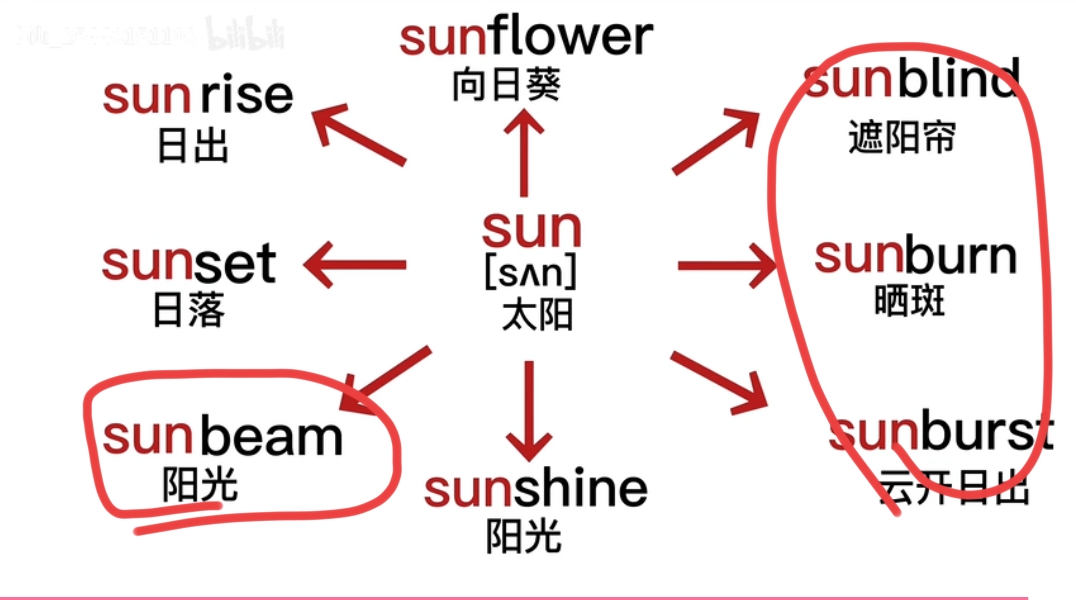 bilibili
sunflower
向日葵
sunrise
日出
sunblind
遮阳帘
sun
[sʌn]
太阳
sunset
日落
sunburn
晒斑
sunbeam
阳光
sunshine
阳光
sunburst
云开日出